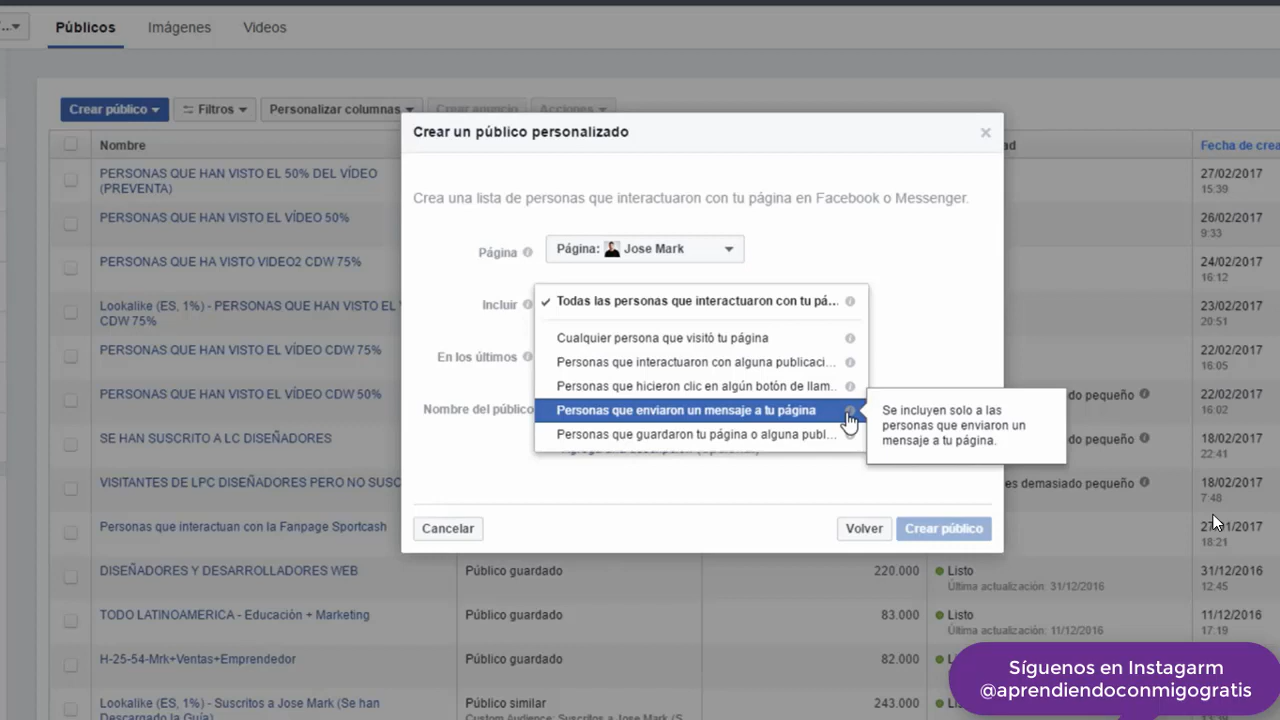 Públicos
Imágenes
Videos
Crear público
Filtros
Personalizar columnas
Crear anuncio
Acciones
Nombre
Fecha de crea
PERSONAS QUE HAN VISTO EL 50% DEL VÍDEO
(PREVENTA)
27/02/2017
15:39
PERSONAS QUE HAN VISTO EL VÍDEO 50%
26/02/2017
9:33
PERSONAS QUE HA VISTO VIDEO2 CDW 75%
24/02/2017
16:12
Lookalike (ES, 1%) - PERSONAS QUE HAN VISTO EL
CDW 75%
23/02/2017
20:51
PERSONAS QUE HAN VISTO EL VÍDEO CDW 75%
22/02/2017
16:05
PERSONAS QUE HAN VISTO EL VÍDEO CDW 50%
do pequeño
22/02/2017
16:02
SE HAN SUSCRITO A LC DISEÑADORES
do pequeño
18/02/2017
22:41
VISITANTES DE LPC DISEÑADORES PERO NO SUSC
es demasiado pequeño
18/02/2017
7:48
Personas que interactuan con la Fanpage Sportcash
18:21
DISEÑADORES Y DESARROLLADORES WEB
Público guardado
220.000
Listo
Última actualización: 31/12/2016
31/12/2016
12:45
TODO LATINOAMERICA - Educación + Marketing
Público guardado
83.000
Listo
Última actualización: 11/12/2016
11/12/2016
17:19
H-25-54-Mrk+Ventas+Emprendedor
Público guardado
82.000
Lookalike (ES, 1%) - Suscritos a Jose Mark (Se han
Descargado la Guía)
Público similar
Custom Audience: Suscritos a Jose Mark (S
243.000
Crear un público personalizado
Crea una lista de personas que interactuaron con tu página en Facebook o Messenger.
Página
Página: Jose Mark
Incluir
Todas las personas que interactuaron con tu pá...
Cualquier persona que visitó tu página
En los últimos
Personas que interactuaron con alguna publicaci...
Personas que hicieron clic en algún botón de llam...
Nombre del público
Personas que enviaron un mensaje a tu página
Personas que guardaron tu página o alguna publ...
Se incluyen solo a las
personas que enviaron un
mensaje a tu página.
Cancelar
Volver
Crear público
Síguenos en Instagarm
@aprendiendoconmigogratis